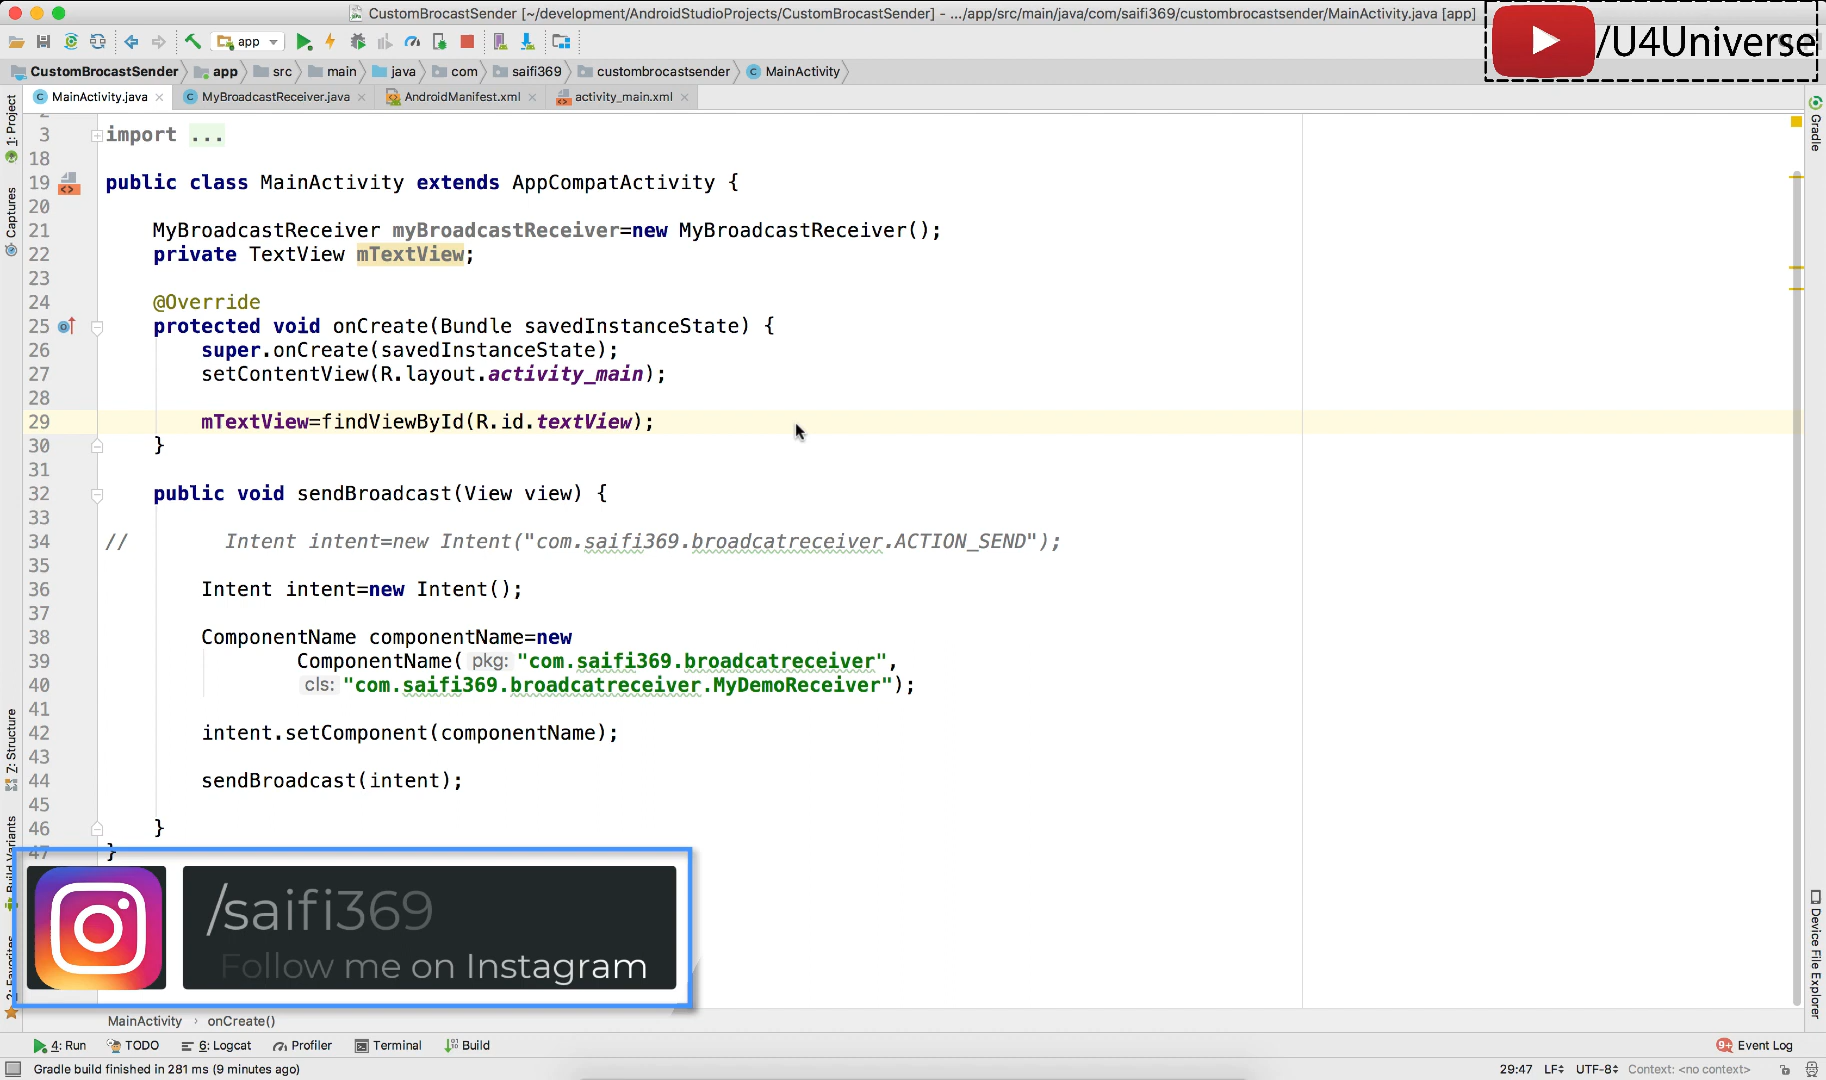 CustomBrocastSender [~/development/AndroidStudioProjects/CustomBrocastSender] - .../app/src/main/java/com/saifi369/custombrocastsender/MainActivity.java [app]
/U4Universe
app
CustomBrocastSender app src main java com saifi369 custombrocastsender MainActivity
MainActivity.java MyBroadcastReceiver.java AndroidManifest.xml activity_main.xml
1: Project
Captures
Z: Structure
Build Variants
2: Favorites
Gradle
Device File Explorer
3 import ...
18
19 public class MainActivity extends AppCompatActivity {
20
21 MyBroadcastReceiver myBroadcastReceiver=new MyBroadcastReceiver();
22 private TextView mTextView;
23
24 @Override
25 protected void onCreate(Bundle savedInstanceState) {
26 super.onCreate(savedInstanceState);
27 setContentView(R.layout.activity_main);
28
29 mTextView=findViewById(R.id.textView);
30 }
31
32 public void sendBroadcast(View view) {
33
34 // Intent intent=new Intent("com.saifi369.broadcatreceiver.ACTION_SEND");
35
36 Intent intent=new Intent();
37
38 ComponentName componentName=new
39 ComponentName( pkg: "com.saifi369.broadcatreceiver",
40 cls: "com.saifi369.broadcatreceiver.MyDemoReceiver");
41
42 intent.setComponent(componentName);
43
44 sendBroadcast(intent);
45
46 }
47 }
/saifi369
Follow me on Instagram
MainActivity › onCreate()
4: Run TODO 6: Logcat Profiler Terminal Build 9+ Event Log
Gradle build finished in 281 ms (9 minutes ago) 29:47 LF UTF-8 Context: <no context>